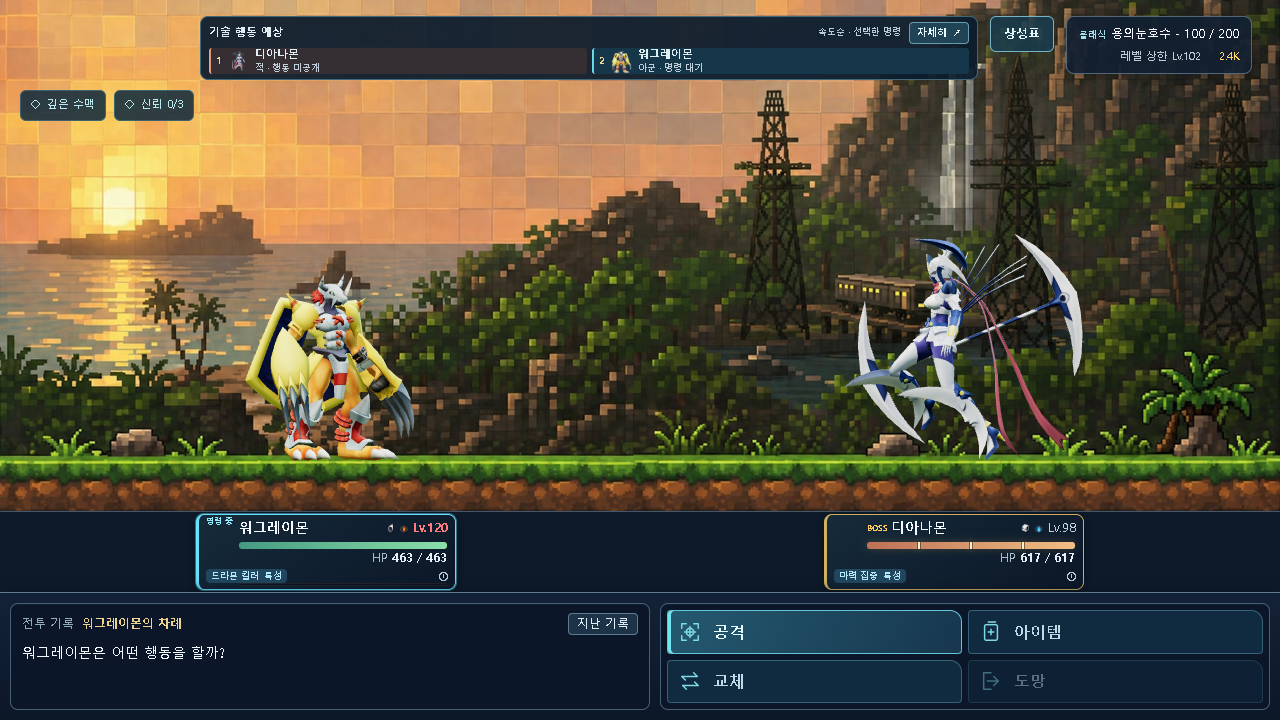 기술 행동 예상
속도순 · 선택한 명령
자세히 ↗
1 디아나몬
적 · 행동 미공개
2 워그레이몬
아군 · 명령 대기
상성표
클래식 용의눈호수 - 100 / 200
레벨 상한 Lv.102 24K
◇ 깊은 수맥
◇ 신뢰 0/3
명령 중 워그레이몬 Lv.120
HP 463 / 463
드라몬 킬러 특성
BOSS 디아나몬 Lv.98
HP 617 / 617
마력 집중 특성
전투 기록 워그레이몬의 차례
지난 기록
워그레이몬은 어떤 행동을 할까?
공격
아이템
교체
도망